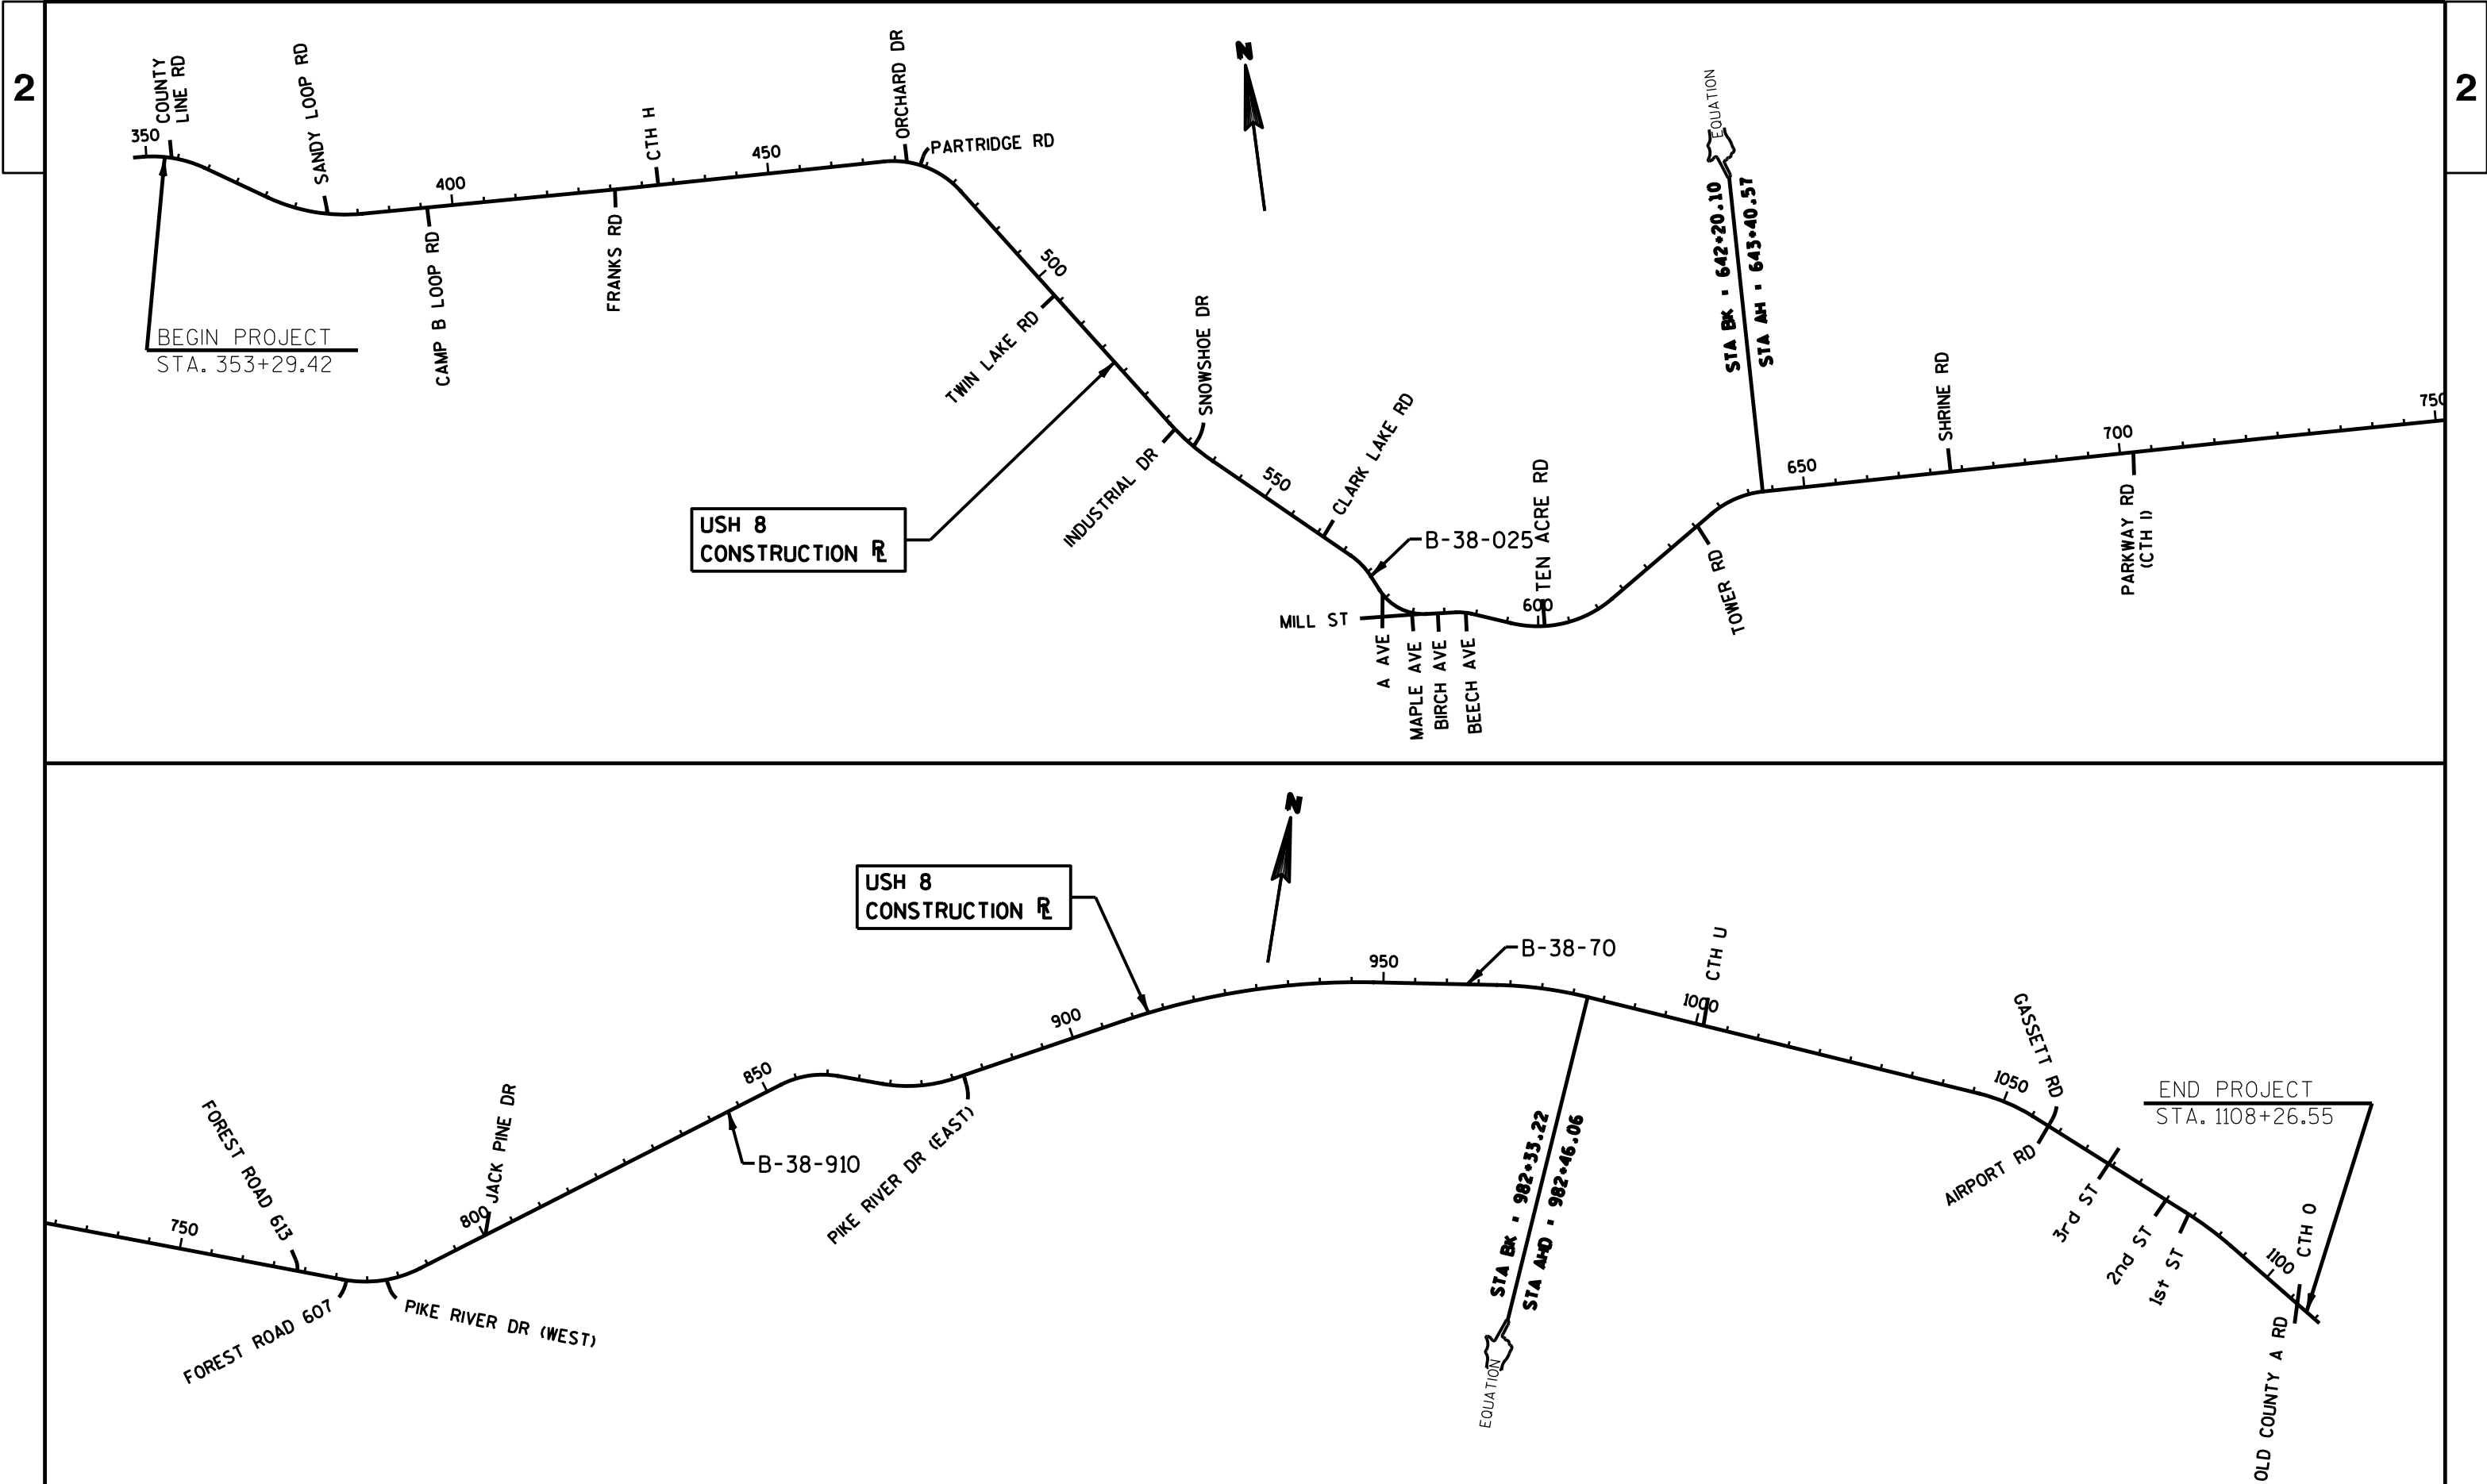 2
2
COUNTY
LINE RD
350
SANDY LOOP RD
CAMP B LOOP RD
400
FRANKS RD
CTH H
450
ORCHARD DR
PARTRIDGE RD
N
BEGIN PROJECT
STA. 353+29.42
500
TWIN LAKE RD
USH 8
CONSTRUCTION RL
INDUSTRIAL DR
SNOWSHOE DR
550
CLARK LAKE RD
B-38-025
MILL ST
A AVE
MAPLE AVE
BIRCH AVE
BEECH AVE
600
TEN ACRE RD
TOWER RD
EQUATION
STA BK = 642+20.10
STA AH = 643+40.57
650
SHRINE RD
700
PARKWAY RD
(CTH I)
750
N
USH 8
CONSTRUCTION RL
750
FOREST ROAD 613
FOREST ROAD 607
PIKE RIVER DR (WEST)
800
JACK PINE DR
B-38-910
850
PIKE RIVER DR (EAST)
900
950
B-38-70
STA BK = 982+33.22
STA AHD = 982+46.06
EQUATION
1000
CTH U
1050
GASSETT RD
AIRPORT RD
3rd ST
2nd ST
1st ST
1100
CTH O
OLD COUNTY A RD
END PROJECT
STA. 1108+26.55